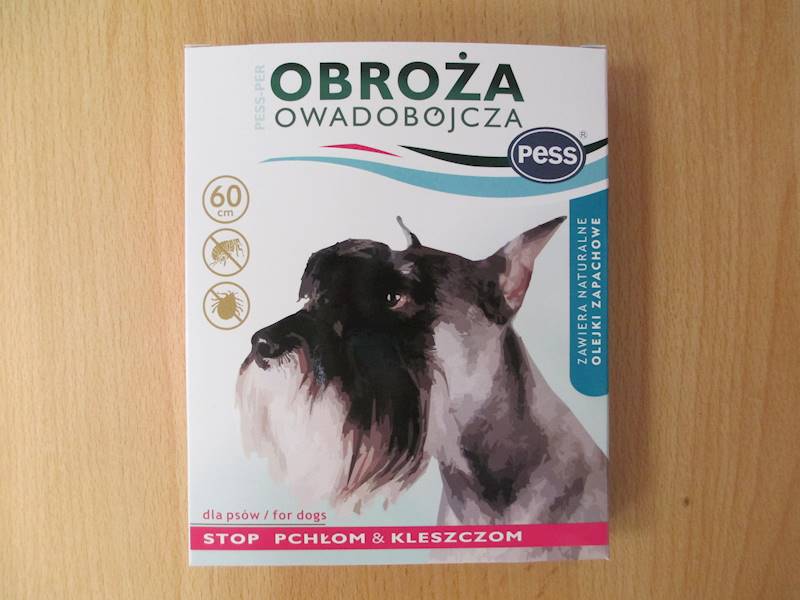 PESS-PER
OBROŻA
OWADOBÓJCZA
PESS®
60
cm
ZAWIERA NATURALNE
OLEJKI ZAPACHOWE
dla psów / for dogs
STOP PCHŁOM & KLESZCZOM